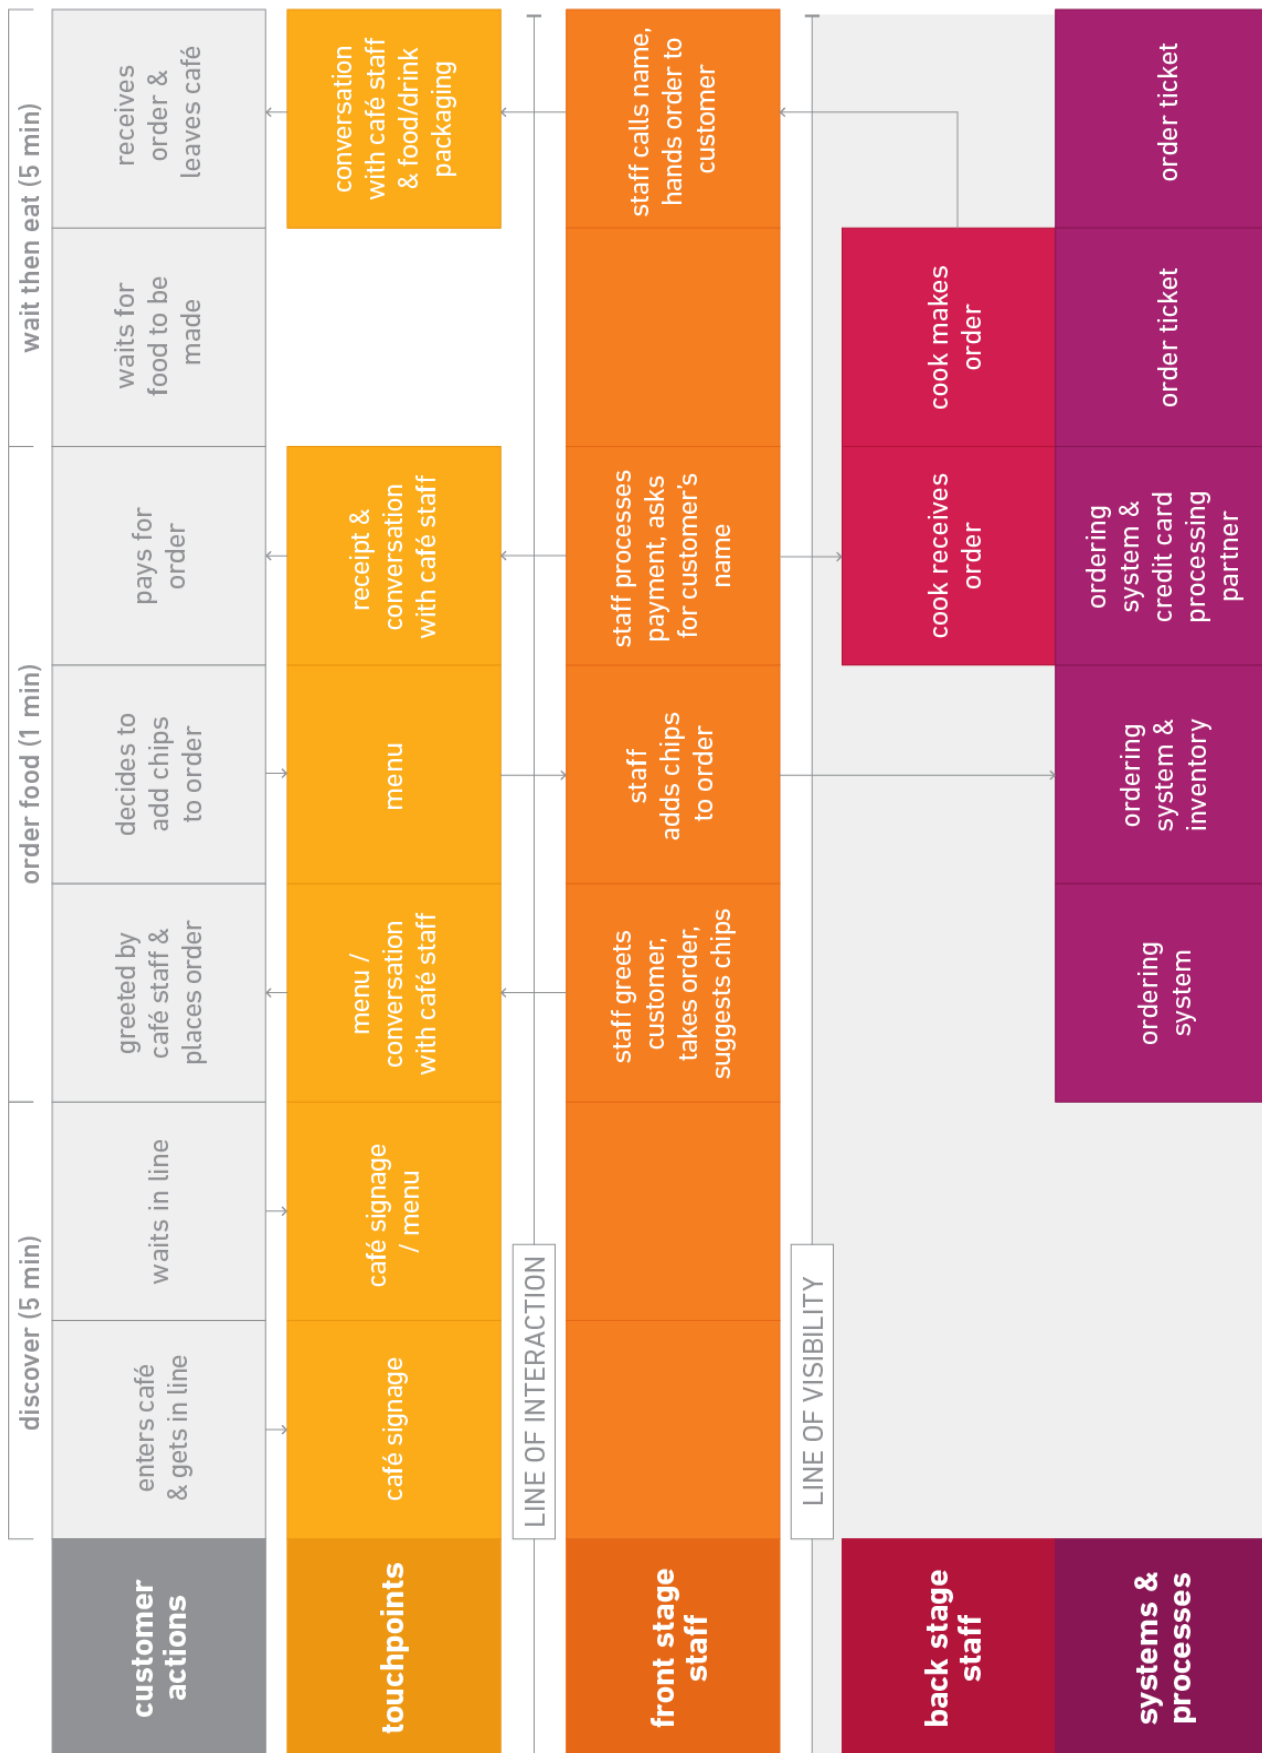 discover (5 min)
order food (1 min)
wait then eat (5 min)
customer
actions
enters café
& gets in line
waits in line
greeted by
café staff &
places order
decides to
add chips
to order
pays for
order
waits for
food to be
made
receives
order &
leaves café
touchpoints
café signage
café signage
/ menu
menu /
conversation
with café staff
menu
receipt &
conversation
with café staff
conversation
with café staff
& food/drink
packaging
LINE OF INTERACTION
front stage
staff
staff greets
customer,
takes order,
suggests chips
staff
adds chips
to order
staff processes
payment, asks
for customer's
name
staff calls name,
hands order to
customer
LINE OF VISIBILITY
back stage
staff
cook receives
order
cook makes
order
systems &
processes
ordering
system
ordering
system &
inventory
ordering
system &
credit card
processing
partner
order ticket
order ticket